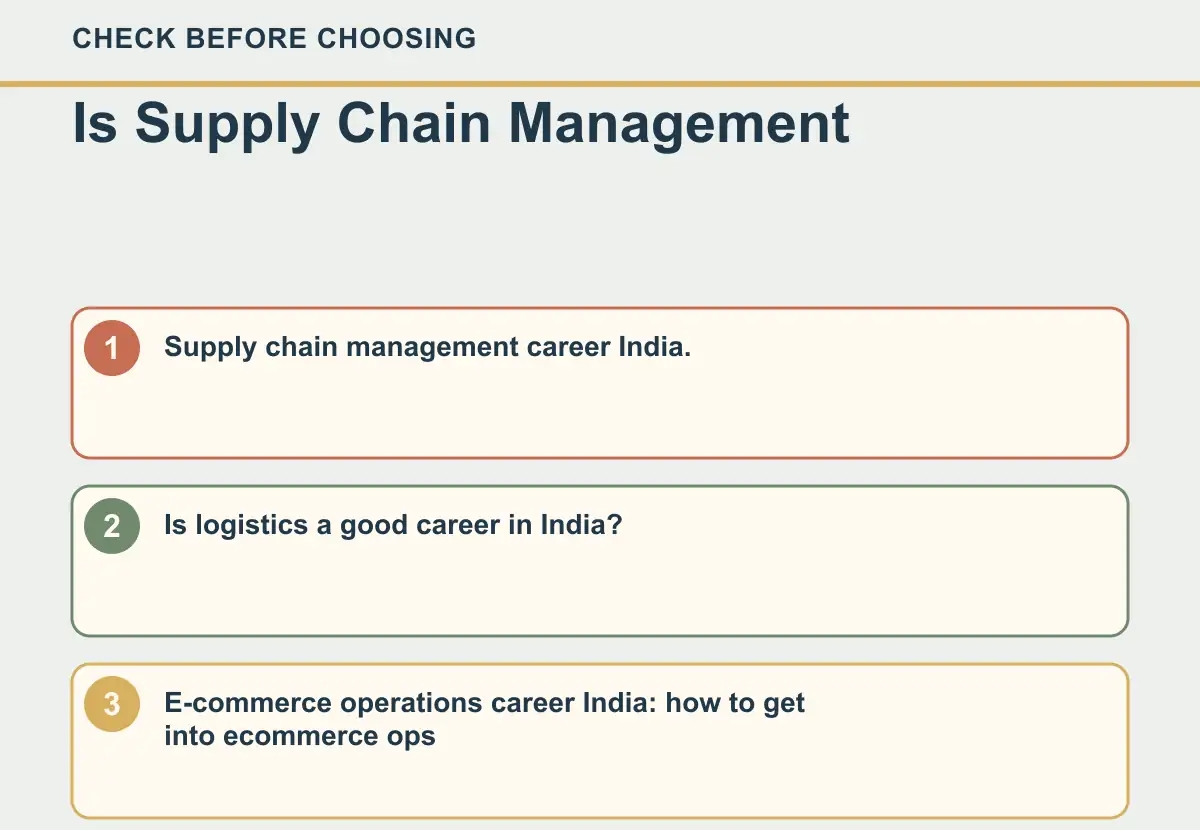 CHECK BEFORE CHOOSING
Is Supply Chain Management
1
Supply chain management career India.
2
Is logistics a good career in India?
3
E-commerce operations career India: how to get
into ecommerce ops